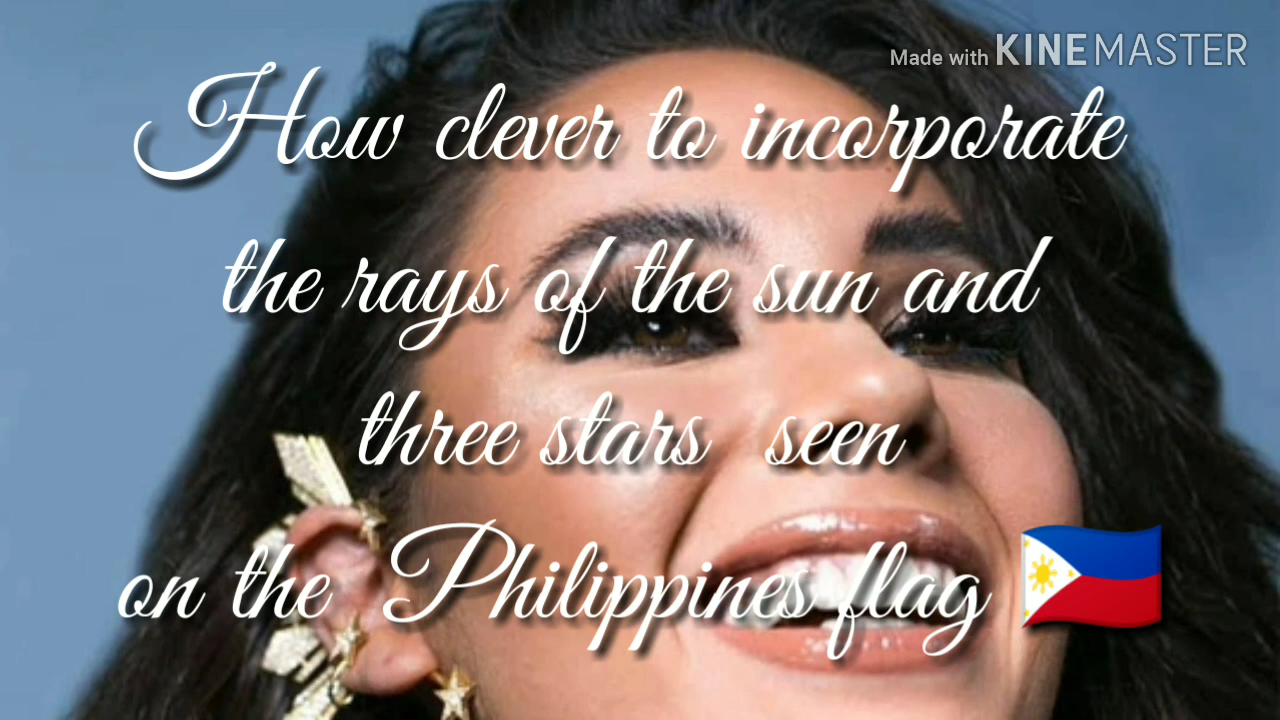 Made with KINEMASTER
How clever to incorporate
the rays of the sun and
three stars seen
on the Philippines flag